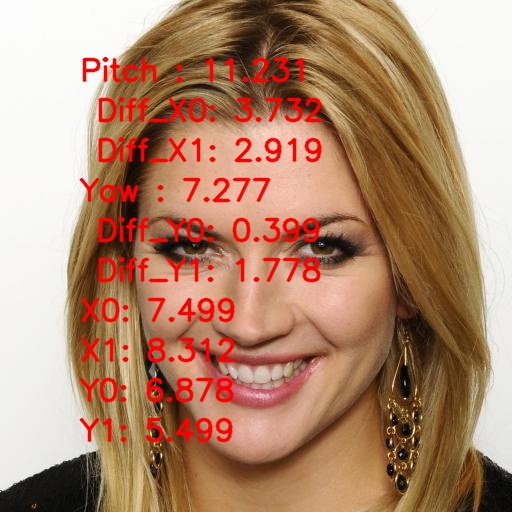 Pitch : 11.231
Diff_X0: 3.732
Diff_X1: 2.919
Yaw : 7.277
Diff_Y0: 0.399
Diff_Y1: 1.778
X0: 7.499
X1: 8.312
Y0: 6.878
Y1: 5.499